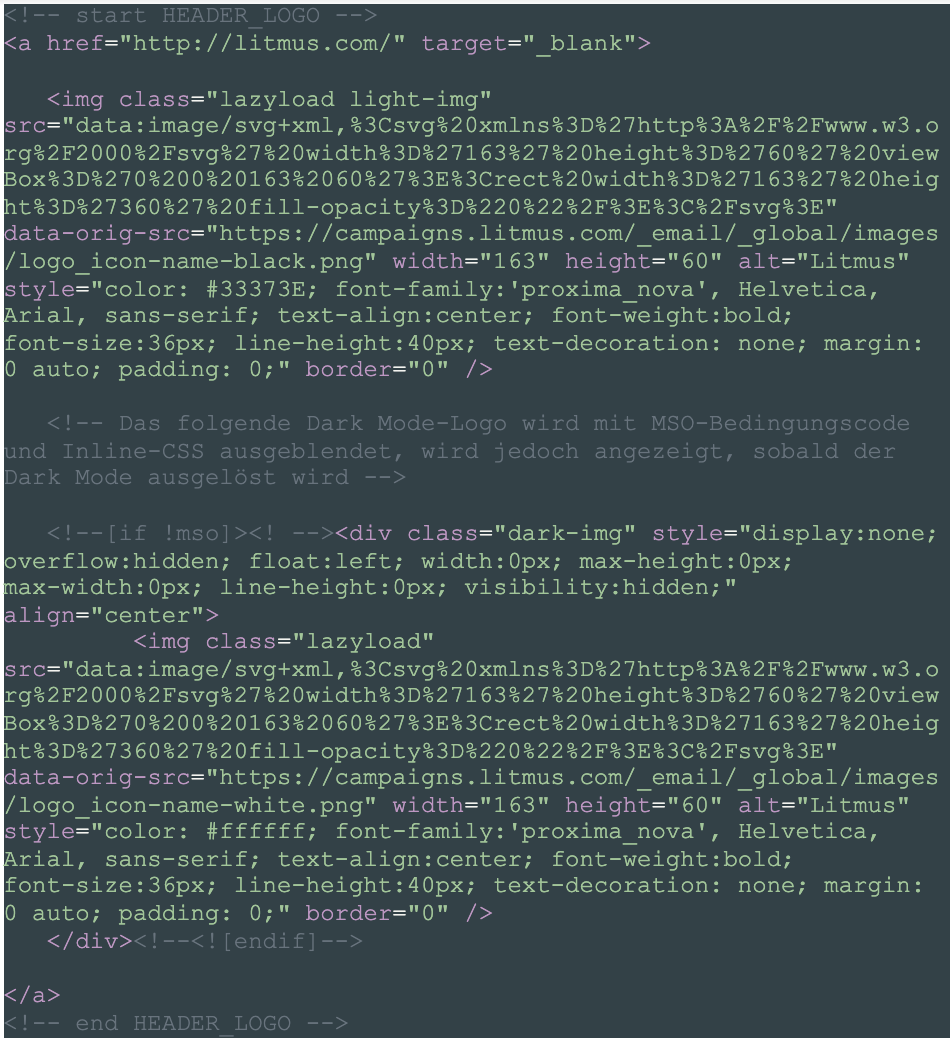 <!-- start HEADER_LOGO -->
<a href="http://litmus.com/" target="_blank">
<img class="lazyload light-img"
src="data:image/svg+xml,%3Csvg%20xmlns%3D%27http%3A%2F%2Fwww.w3.o
rg%2F2000%2Fsvg%27%20width%3D%27163%27%20height%3D%2760%27%20view
Box%3D%270%200%20163%2060%27%3E%3Crect%20width%3D%27163%27%20heig
ht%3D%27360%27%20fill-opacity%3D%220%22%2F%3E%3C%2Fsvg%3E"
data-orig-src="https://campaigns.litmus.com/_email/_global/images
/logo_icon-name-black.png" width="163" height="60" alt="Litmus"
style="color: #33373E; font-family:'proxima_nova', Helvetica,
Arial, sans-serif; text-align:center; font-weight:bold;
font-size:36px; line-height:40px; text-decoration: none; margin:
0 auto; padding: 0;" border="0" />
<!-- Das folgende Dark Mode-Logo wird mit MSO-Bedingungscode
und Inline-CSS ausgeblendet, wird jedoch angezeigt, sobald der
Dark Mode ausgelöst wird -->
<!--[if !mso]><! --><div class="dark-img" style="display:none;
overflow:hidden; float:left; width:0px; max-height:0px;
max-width:0px; line-height:0px; visibility:hidden;"
align="center">
<img class="lazyload"
src="data:image/svg+xml,%3Csvg%20xmlns%3D%27http%3A%2F%2Fwww.w3.o
rg%2F2000%2Fsvg%27%20width%3D%27163%27%20height%3D%2760%27%20view
Box%3D%270%200%20163%2060%27%3E%3Crect%20width%3D%27163%27%20heig
ht%3D%27360%27%20fill-opacity%3D%220%22%2F%3E%3C%2Fsvg%3E"
data-orig-src="https://campaigns.litmus.com/_email/_global/images
/logo_icon-name-white.png" width="163" height="60" alt="Litmus"
style="color: #ffffff; font-family:'proxima_nova', Helvetica,
Arial, sans-serif; text-align:center; font-weight:bold;
font-size:36px; line-height:40px; text-decoration: none; margin:
0 auto; padding: 0;" border="0" />
</div><!--<![endif]-->
</a>
<!-- end HEADER_LOGO -->